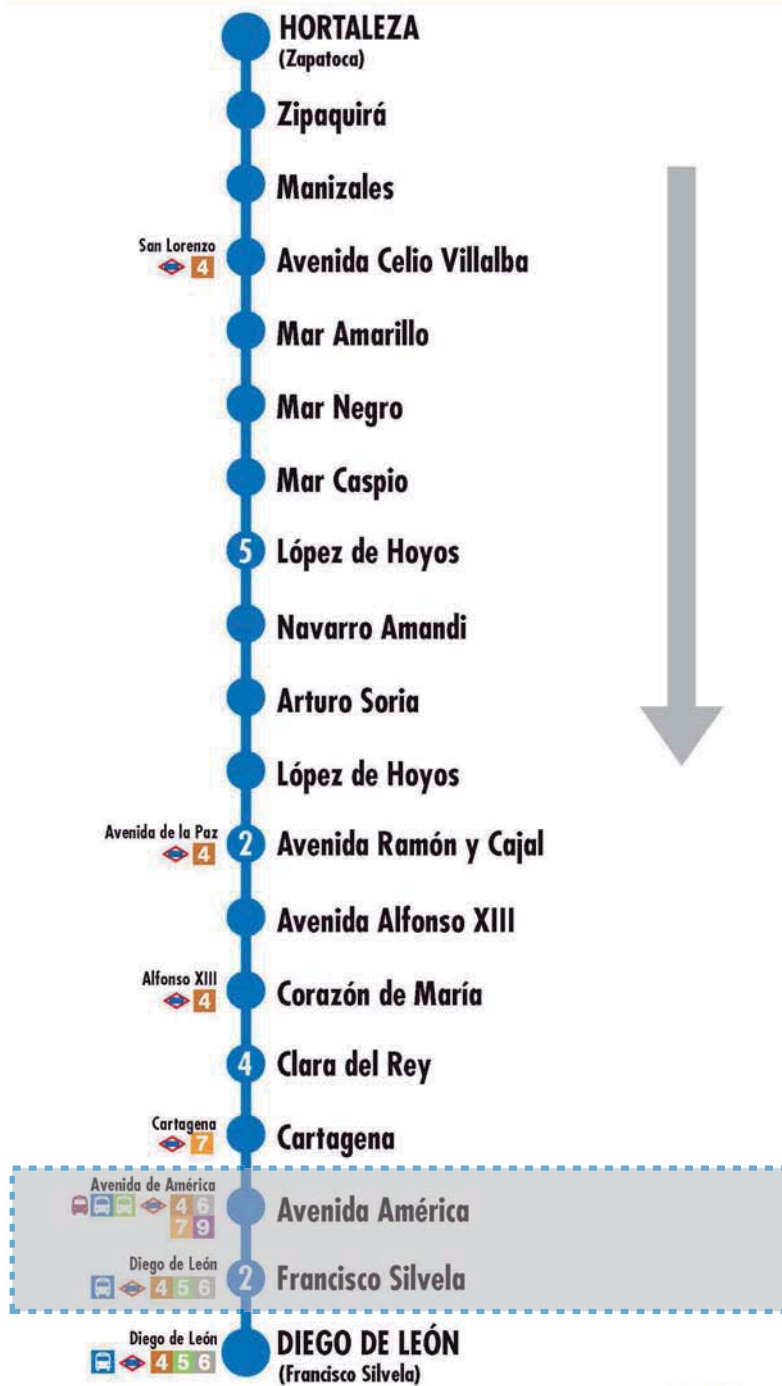 HORTALEZA
(Zapatoca)
Zipaquirá
Manizales
San Lorenzo
4
Avenida Celio Villalba
Mar Amarillo
Mar Negro
Mar Caspio
5 López de Hoyos
Navarro Amandi
Arturo Soria
López de Hoyos
Avenida de la Paz
4
2 Avenida Ramón y Cajal
Avenida Alfonso XIII
Alfonso XIII
4
Corazón de María
4 Clara del Rey
Cartagena
7
Cartagena
Avenida de América
4 6
7 9
Avenida América
Diego de León
4 5 6
2 Francisco Silvela
Diego de León
4 5 6
DIEGO DE LEÓN
(Francisco Silvela)